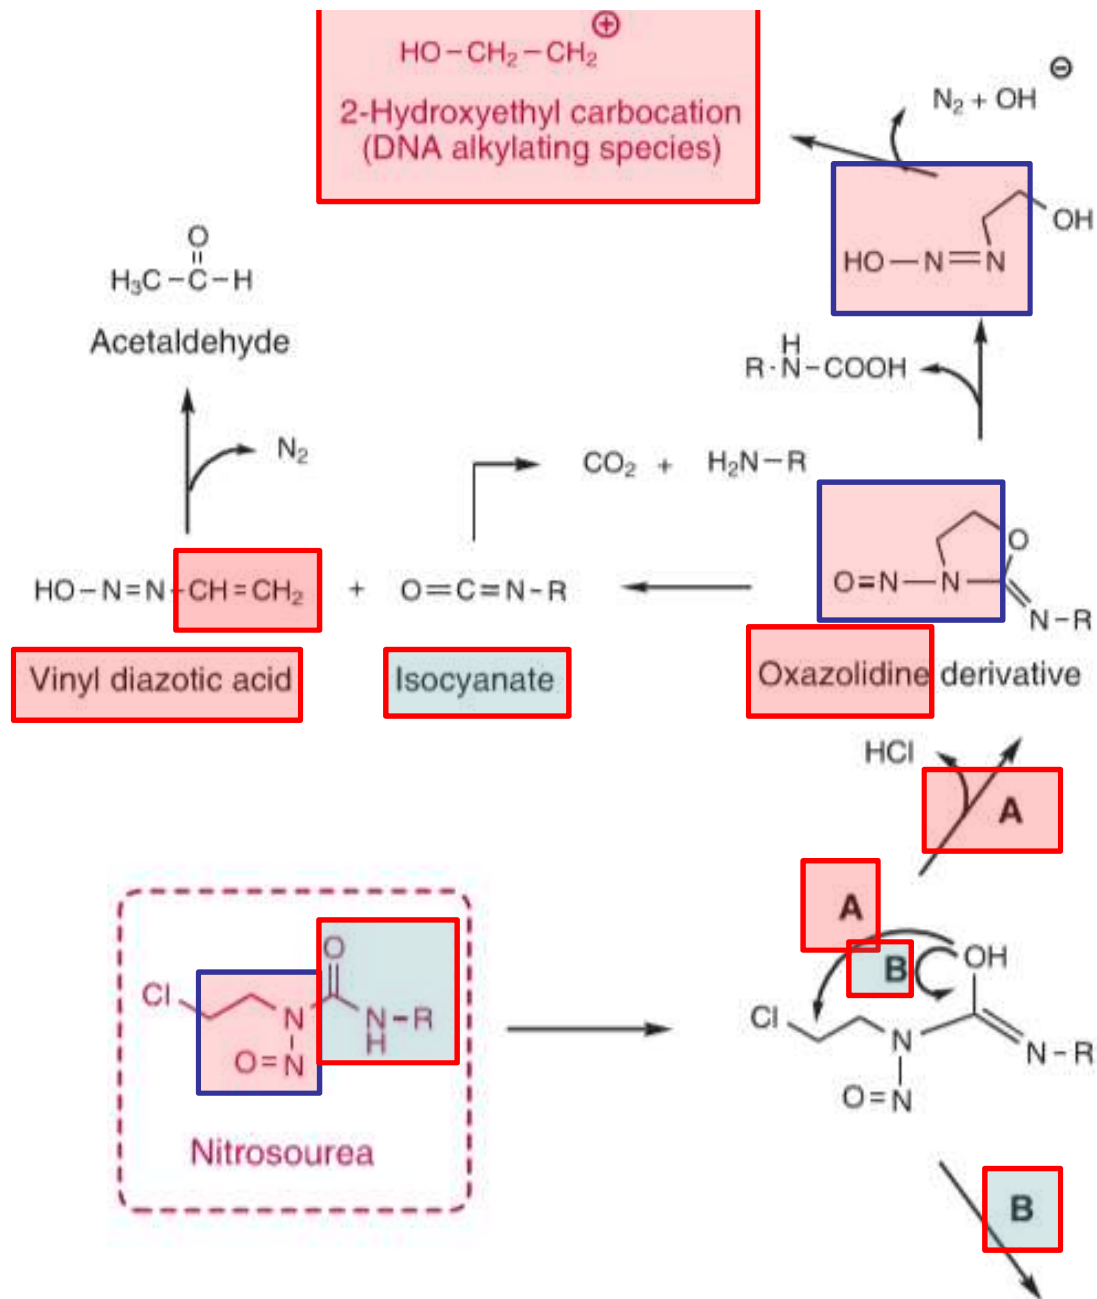 HO–CH₂–CH₂ ⊕
2-Hydroxyethyl carbocation
(DNA alkylating species)
N₂ + OH ⊖
OH
HO–N=N
O
H₃C–C–H
Acetaldehyde
H
R·N–COOH
N₂
CO₂ + H₂N–R
O
O=N–N
N–R
HO–N=N–CH=CH₂ + O=C=N–R
Vinyl diazotic acid
Isocyanate
Oxazolidine derivative
HCl
A
A
B
OH
Cl
N
N–R
O=N
O
Cl
N
N–R
H
O=N
Nitrosourea
B